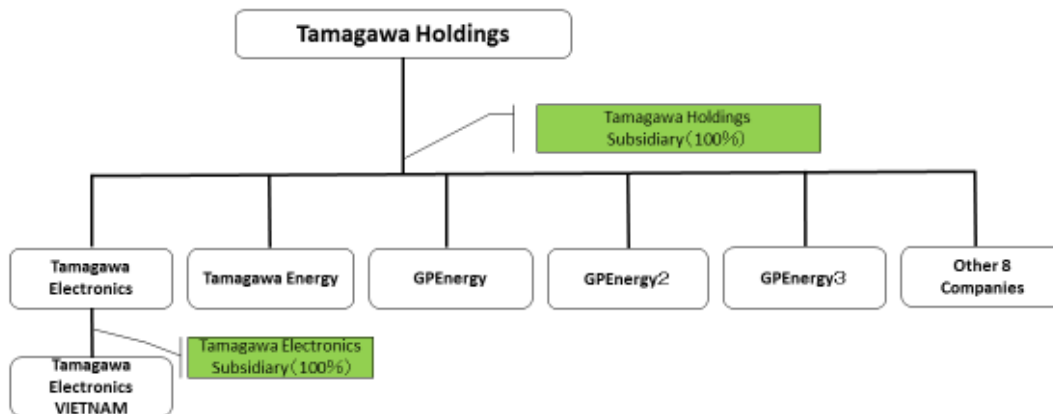 Tamagawa Holdings
Tamagawa Holdings
Subsidiary（100％）
Tamagawa
Electronics
Tamagawa Energy
GPEnergy
GPEnergy２
GPEnergy３
Other 8
Companies
Tamagawa Electronics
Subsidiary（100％）
Tamagawa
Electronics
VIETNAM